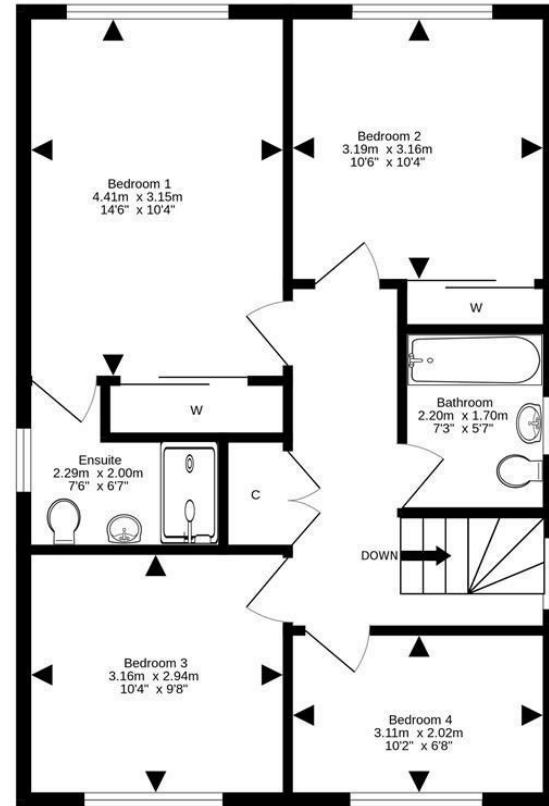 Bedroom 1
4.41m x 3.15m
14'6" x 10'4"
Bedroom 2
3.19m x 3.16m
10'6" x 10'4"
W
W
Bathroom
2.20m x 1.70m
7'3" x 5'7"
Ensuite
2.29m x 2.00m
7'6" x 6'7"
C
DOWN
Bedroom 3
3.16m x 2.94m
10'4" x 9'8"
Bedroom 4
3.11m x 2.02m
10'2" x 6'8"